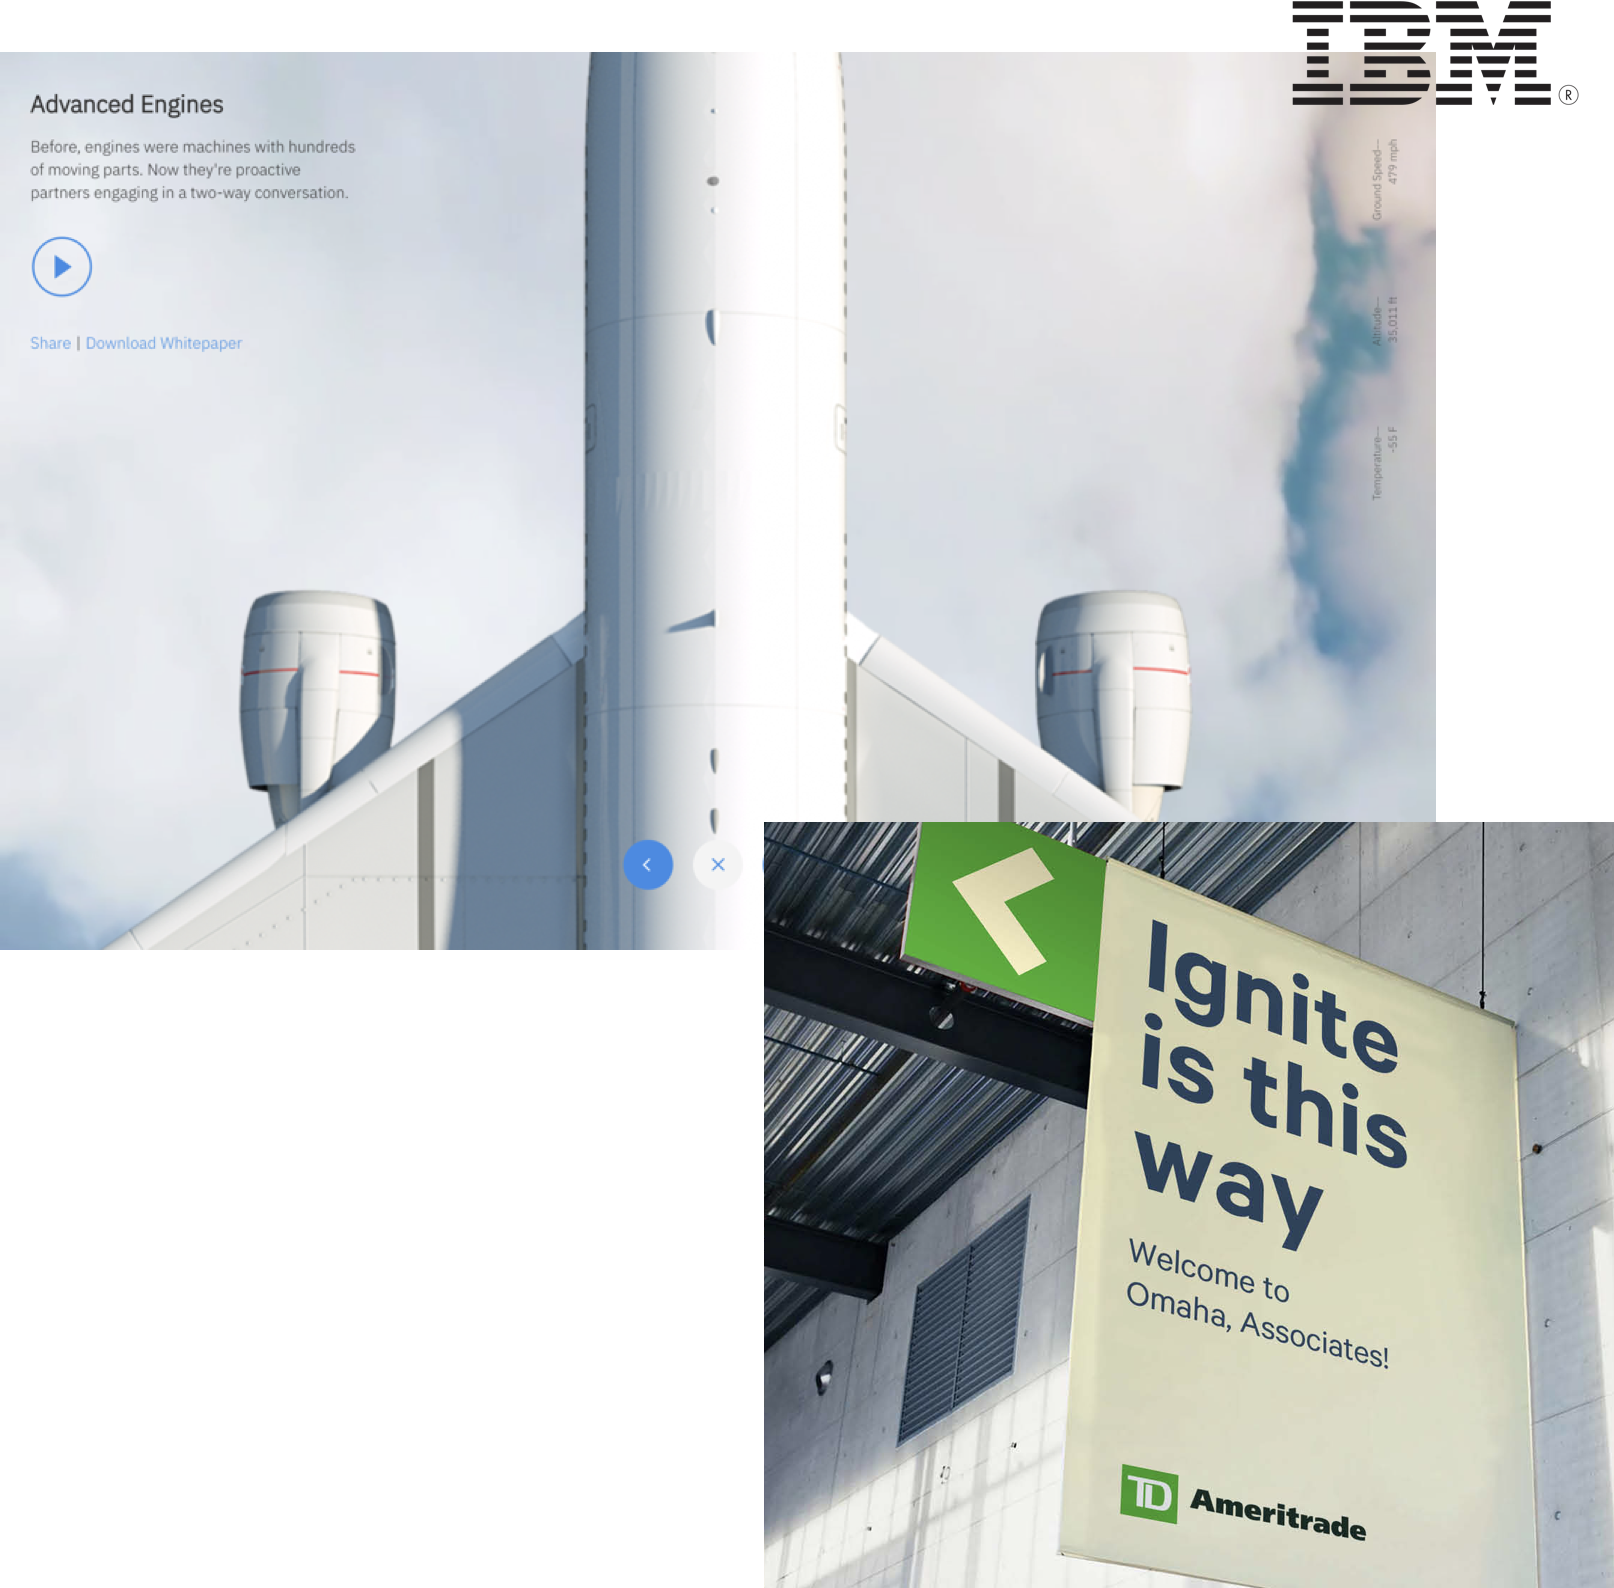 IBM®
Advanced Engines
Before, engines were machines with hundreds
of moving parts. Now they're proactive
partners engaging in a two-way conversation.
Share | Download Whitepaper
Ground Speed—
479 mph
Altitude—
35,011 ft
Temperature—
-55 F
Ignite
is this
way
Welcome to
Omaha, Associates!
TD Ameritrade